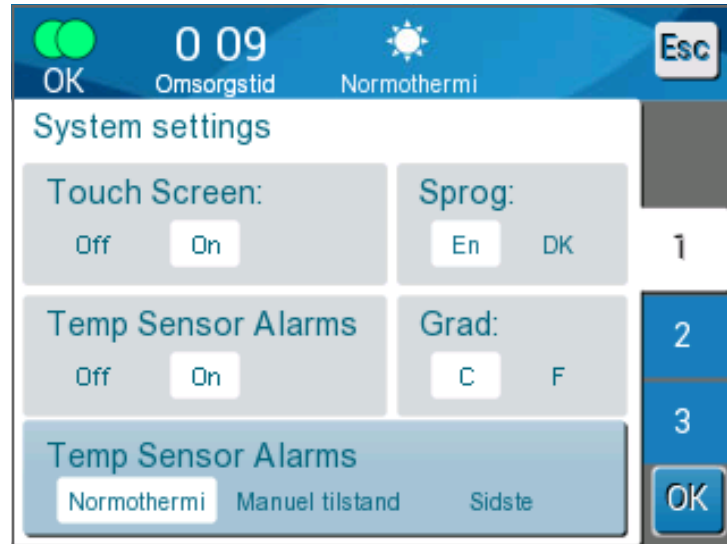 OK
0 09
Omsorgstid
Normothermi
Esc
System settings
Touch Screen:
Off On
Sprog:
En DK
1
Temp Sensor Alarms
Off On
Grad:
C F
2
3
Temp Sensor Alarms
Normothermi Manuel tilstand Sidste
OK